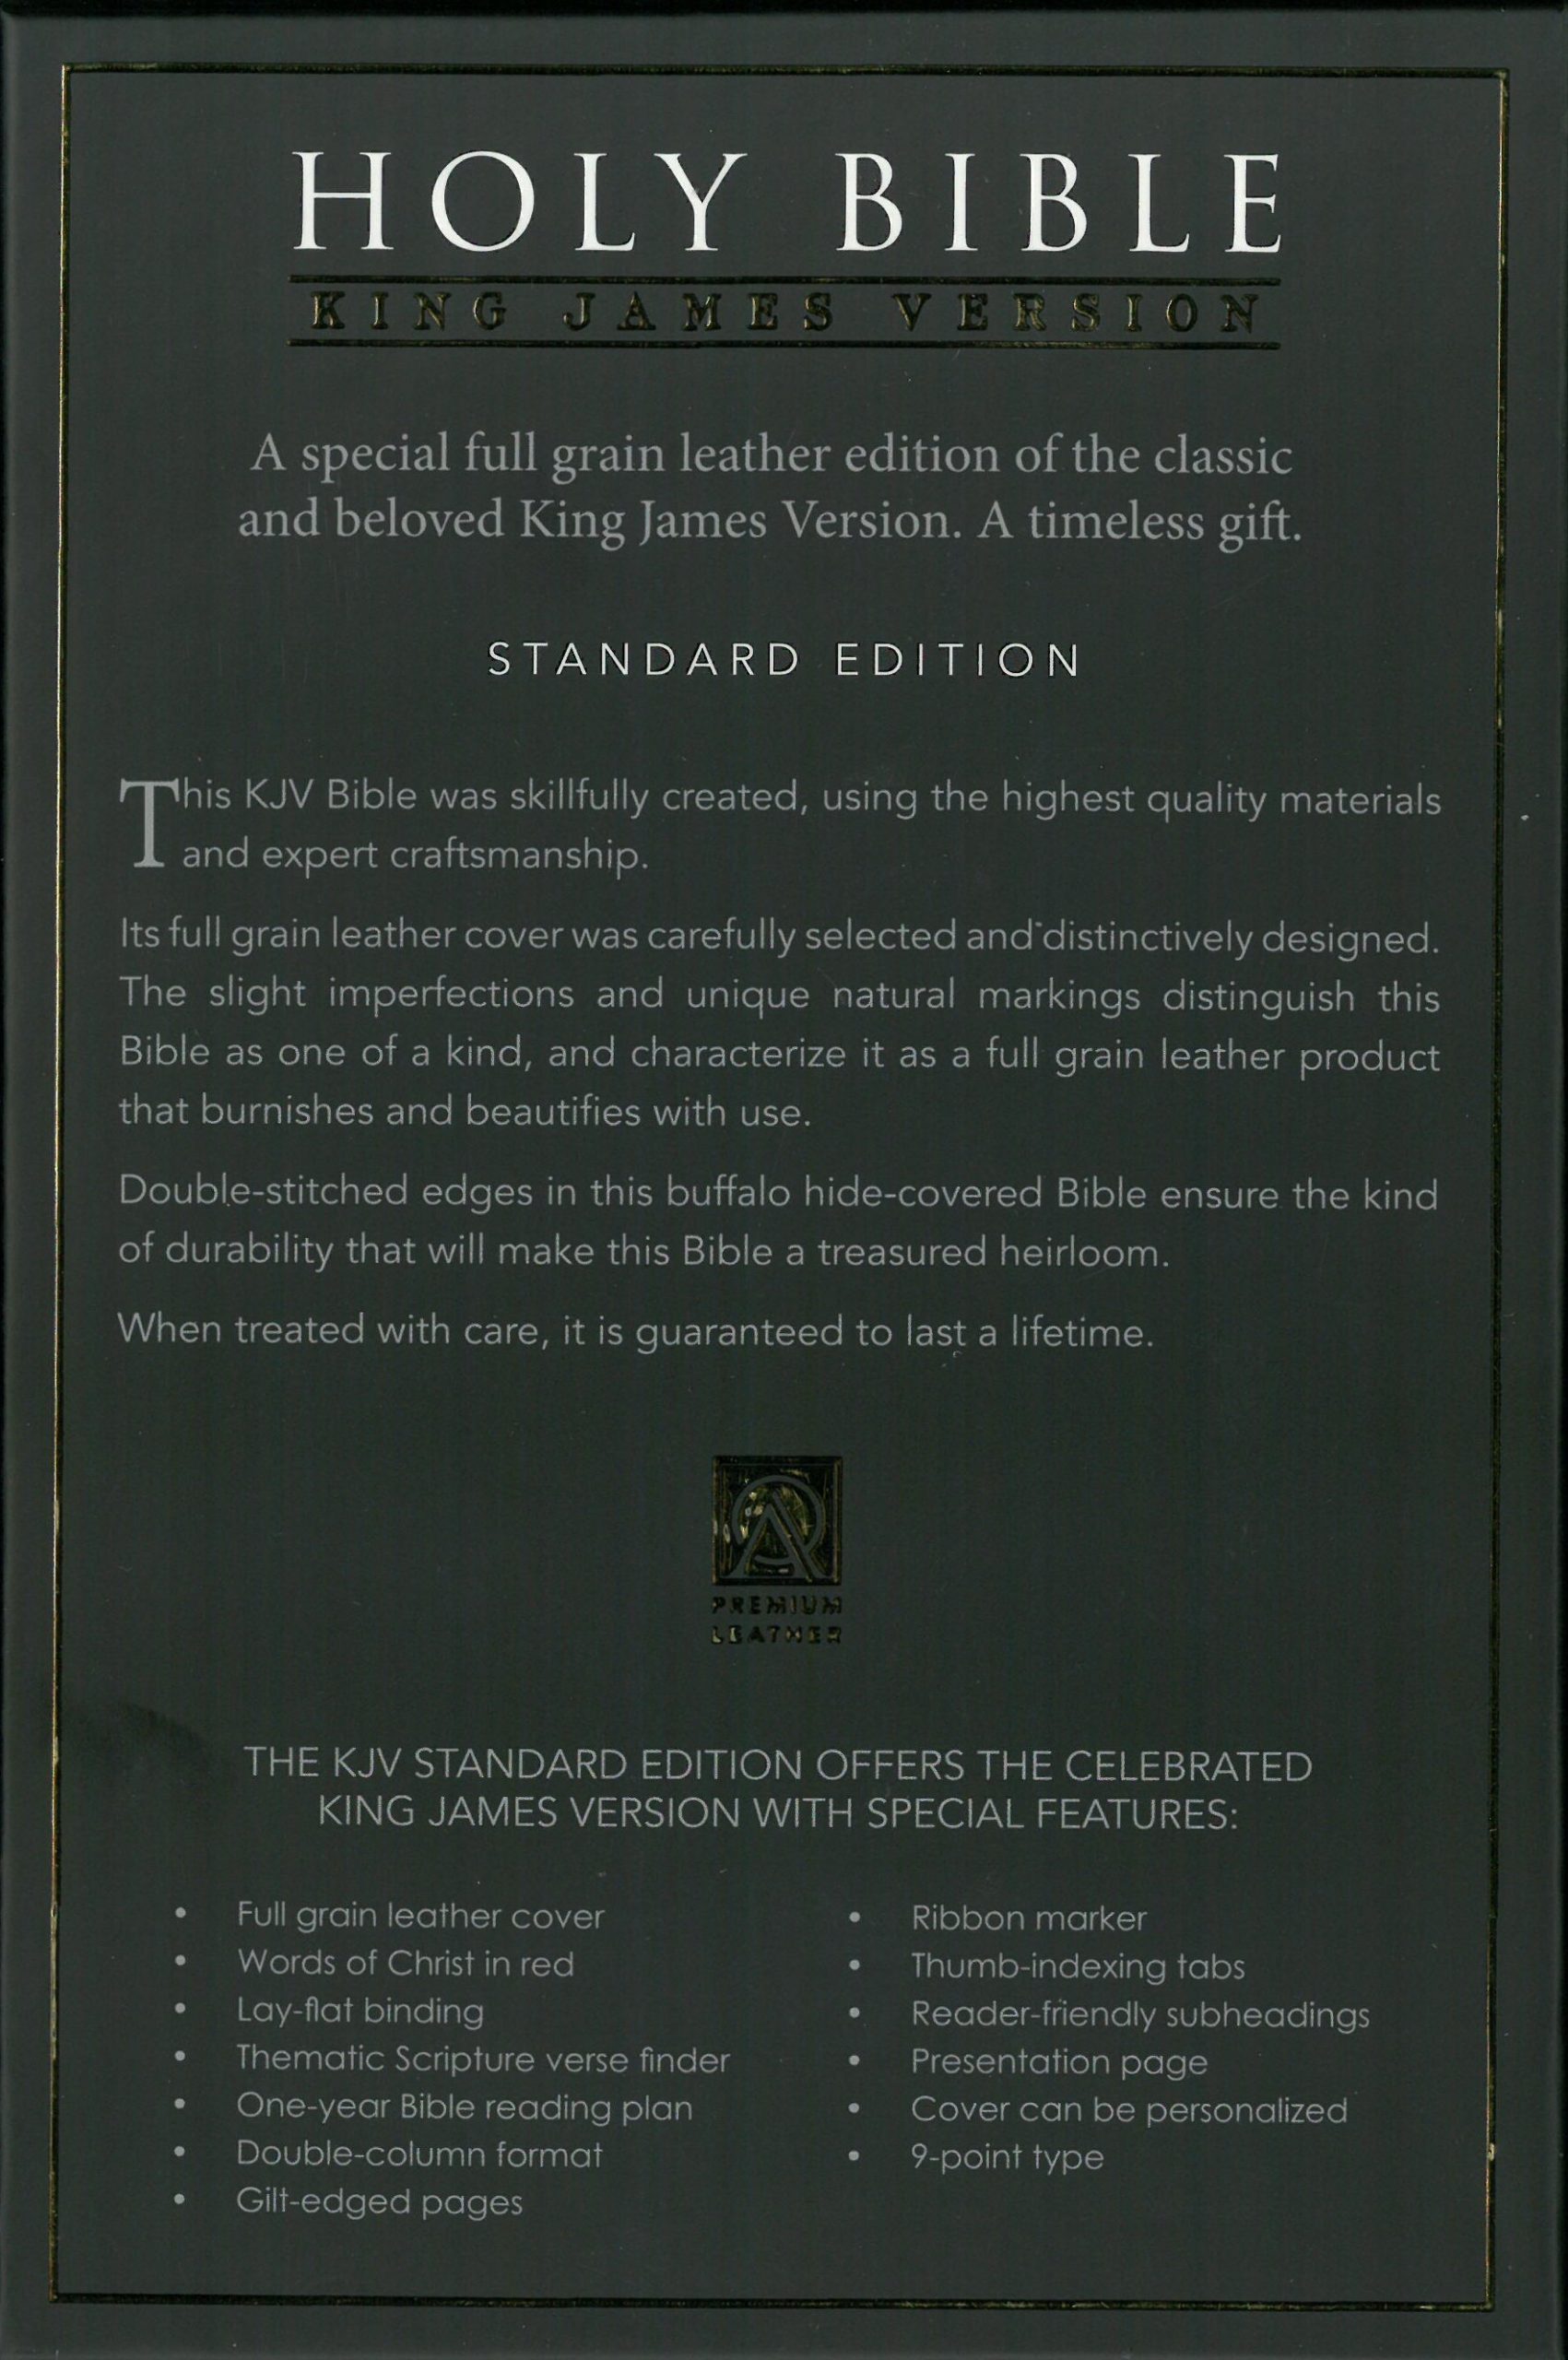 HOLY BIBLE
KING JAMES VERSION
A special full grain leather edition of the classic
and beloved King James Version. A timeless gift.
STANDARD EDITION
This KJV Bible was skillfully created, using the highest quality materials
and expert craftsmanship.
Its full grain leather cover was carefully selected and distinctively designed.
The slight imperfections and unique natural markings distinguish this
Bible as one of a kind, and characterize it as a full grain leather product
that burnishes and beautifies with use.
Double-stitched edges in this buffalo hide-covered Bible ensure the kind
of durability that will make this Bible a treasured heirloom.
When treated with care, it is guaranteed to last a lifetime.
PREMIUM
LEATHER
THE KJV STANDARD EDITION OFFERS THE CELEBRATED
KING JAMES VERSION WITH SPECIAL FEATURES:
• Full grain leather cover
• Words of Christ in red
• Lay-flat binding
• Thematic Scripture verse finder
• One-year Bible reading plan
• Double-column format
• Gilt-edged pages
• Ribbon marker
• Thumb-indexing tabs
• Reader-friendly subheadings
• Presentation page
• Cover can be personalized
• 9-point type